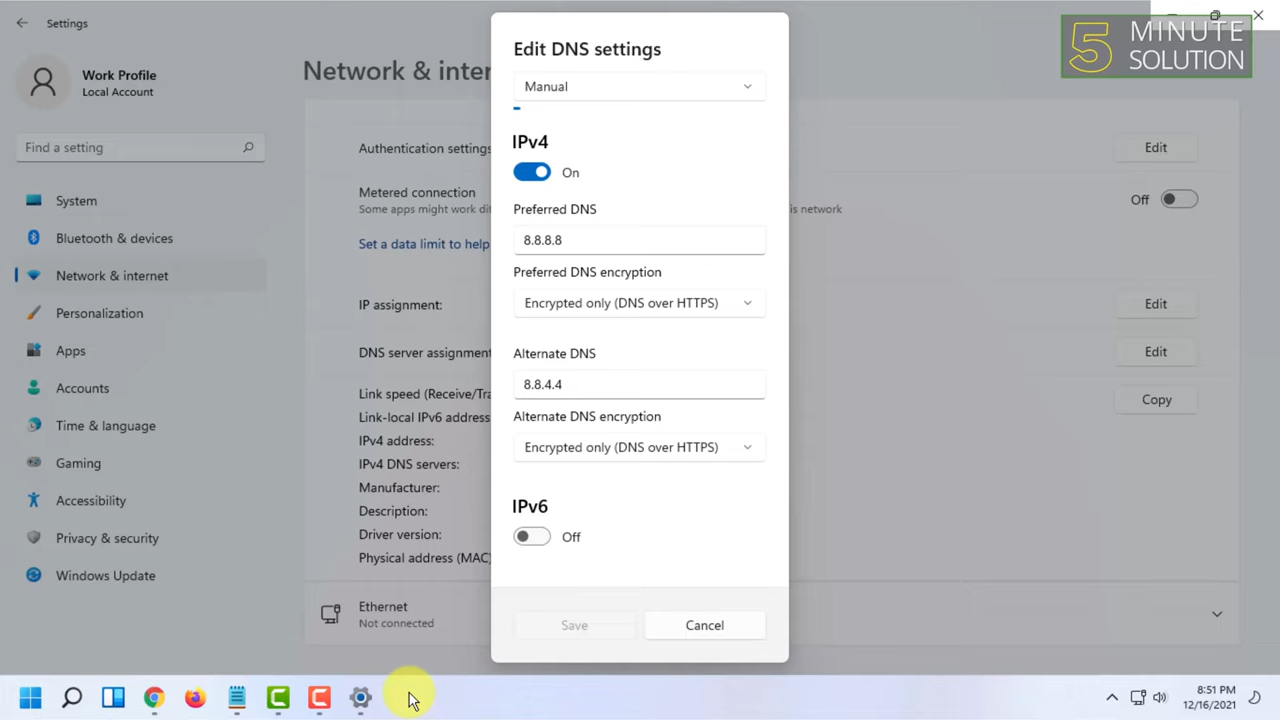 Settings
5 MINUTE SOLUTION
Work Profile
Local Account
Find a setting
System
Bluetooth & devices
Network & internet
Personalization
Apps
Accounts
Time & language
Gaming
Accessibility
Privacy & security
Windows Update
Network & inter
Authentication settings
Edit
Metered connection
Some apps might work di
is network
Off
Set a data limit to help
IP assignment:
Edit
DNS server assignment
Edit
Link speed (Receive/Tra
Copy
Link-local IPv6 address
IPv4 address:
IPv4 DNS servers:
Manufacturer:
Description:
Driver version:
Physical address (MAC)
Ethernet
Not connected
Edit DNS settings
Manual
IPv4
On
Preferred DNS
8.8.8.8
Preferred DNS encryption
Encrypted only (DNS over HTTPS)
Alternate DNS
8.8.4.4
Alternate DNS encryption
Encrypted only (DNS over HTTPS)
IPv6
Off
Save
Cancel
8:51 PM
12/16/2021